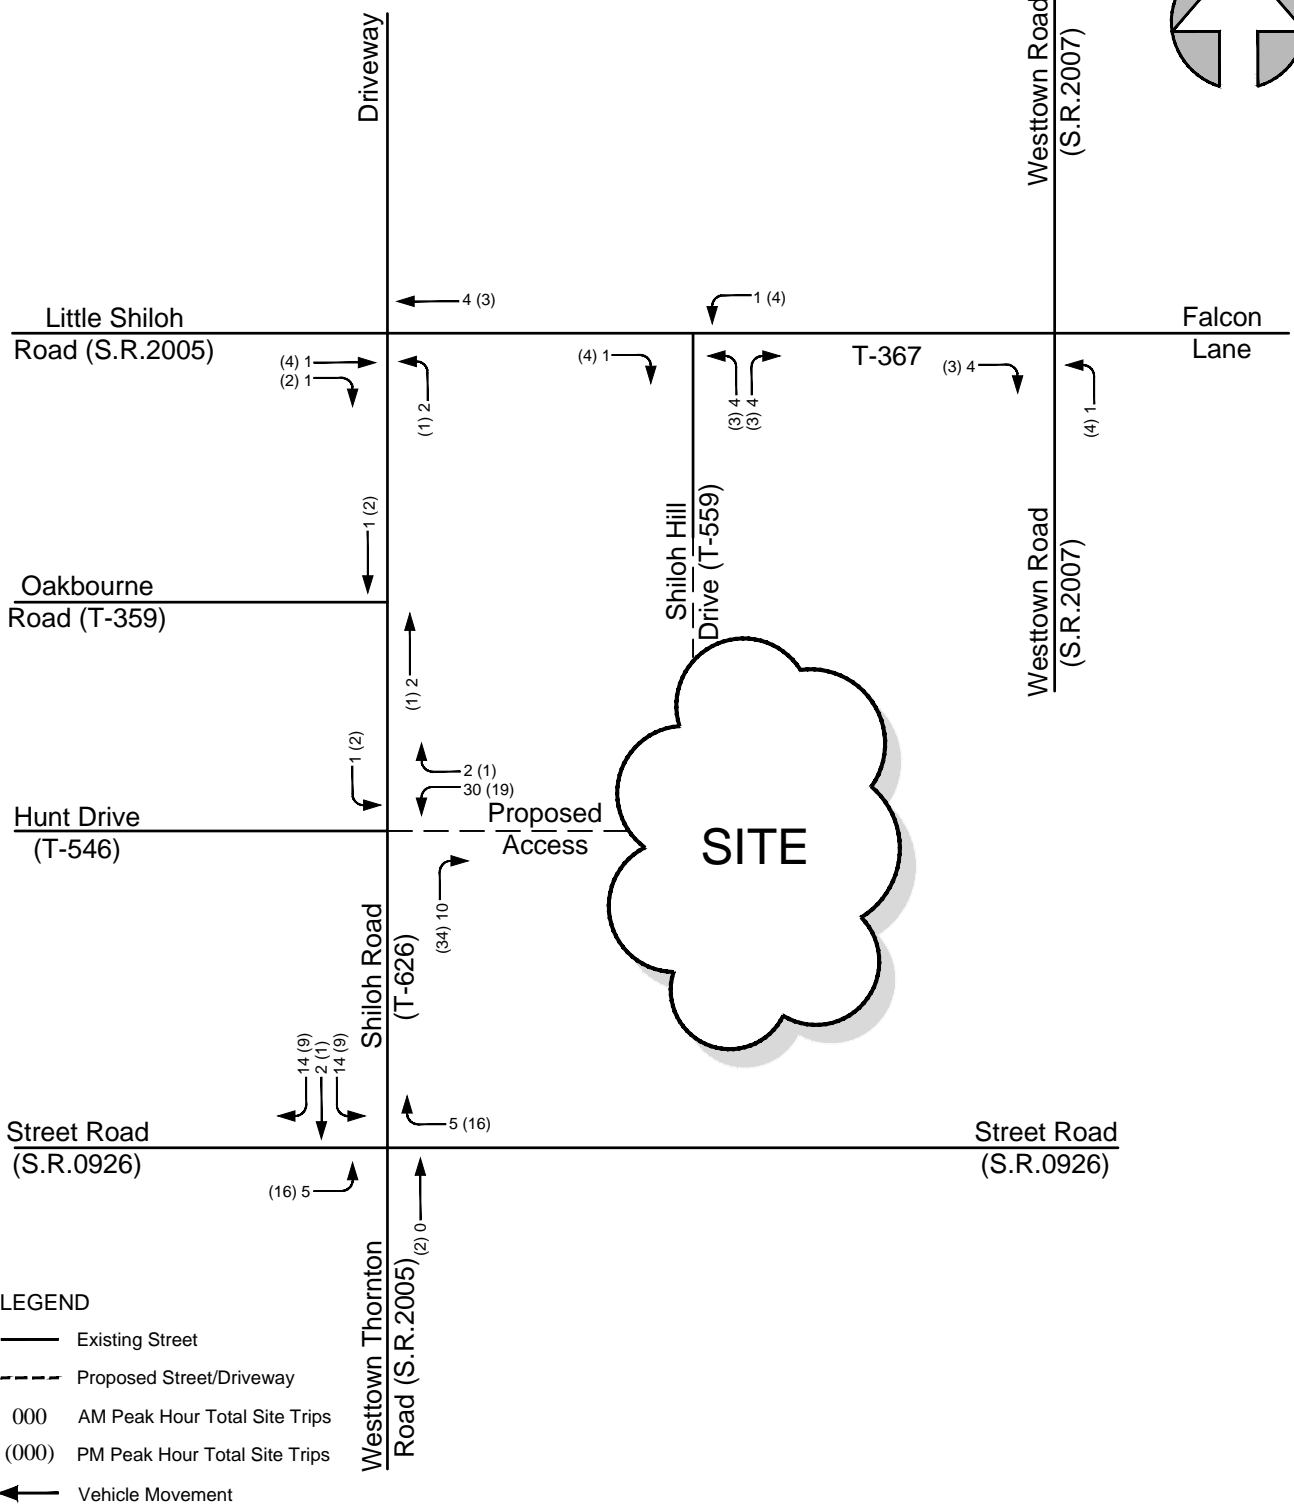 Driveway
Westtown Road
(S.R.2007)
4 (3)
1 (4)
Little Shiloh
Road (S.R.2005)
Falcon
Lane
(4) 1
(2) 1
(1) 2
(4) 1
(3) 4
(3) 4
T-367
(3) 4
(4) 1
1 (2)
Shiloh Hill
Drive (T-559)
Westtown Road
(S.R.2007)
Oakbourne
Road (T-359)
(1) 2
1 (2)
2 (1)
30 (19)
Hunt Drive
(T-546)
Proposed
Access
SITE
(34) 10
Shiloh Road
(T-626)
14 (9)
2 (1)
14 (9)
5 (16)
Street Road
(S.R.0926)
Street Road
(S.R.0926)
(16) 5
(2) 0
Westtown Thornton
Road (S.R.2005)
LEGEND
Existing Street
Proposed Street/Driveway
000 AM Peak Hour Total Site Trips
(000) PM Peak Hour Total Site Trips
Vehicle Movement